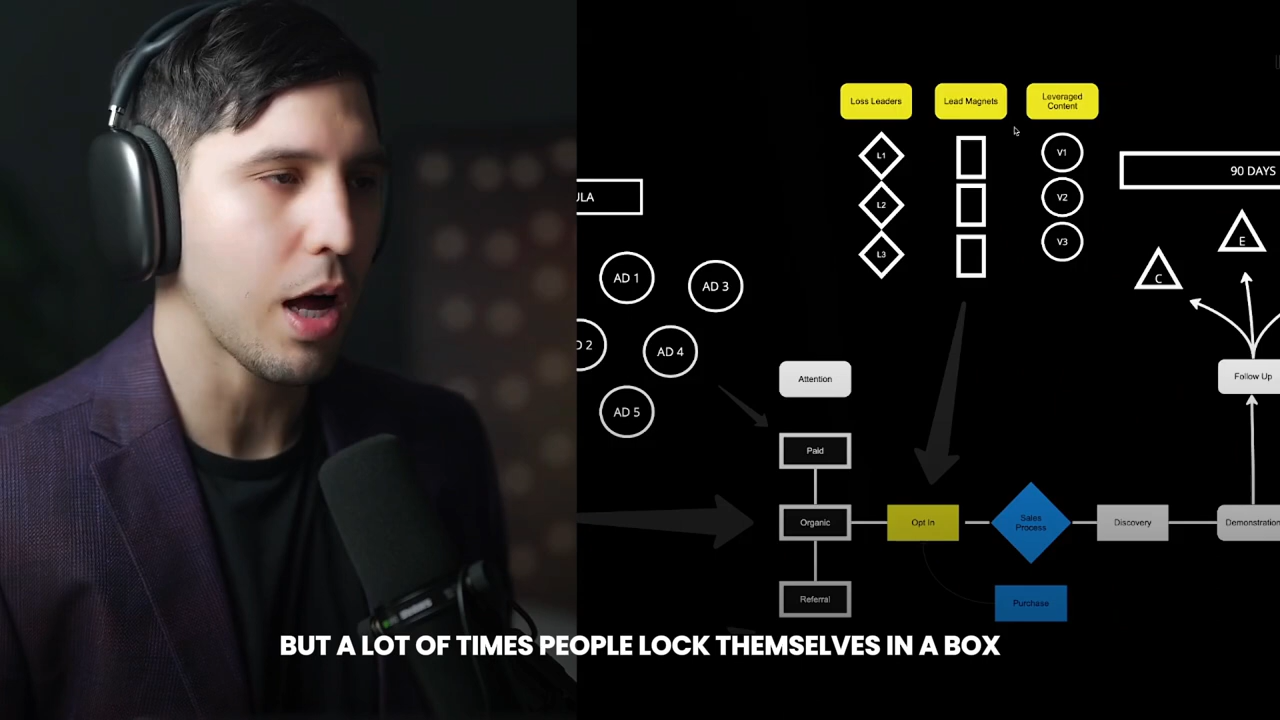 Loss Leaders
Lead Magnets
Leveraged
Content
L1
V1
L2
V2
L3
V3
90 DAYS
ULA
E
C
AD 1
AD 3
D 2
AD 4
AD 5
Attention
Follow Up
Paid
Organic
Opt In
Sales
Process
Discovery
Demonstration
Referral
Purchase
BUT A LOT OF TIMES PEOPLE LOCK THEMSELVES IN A BOX